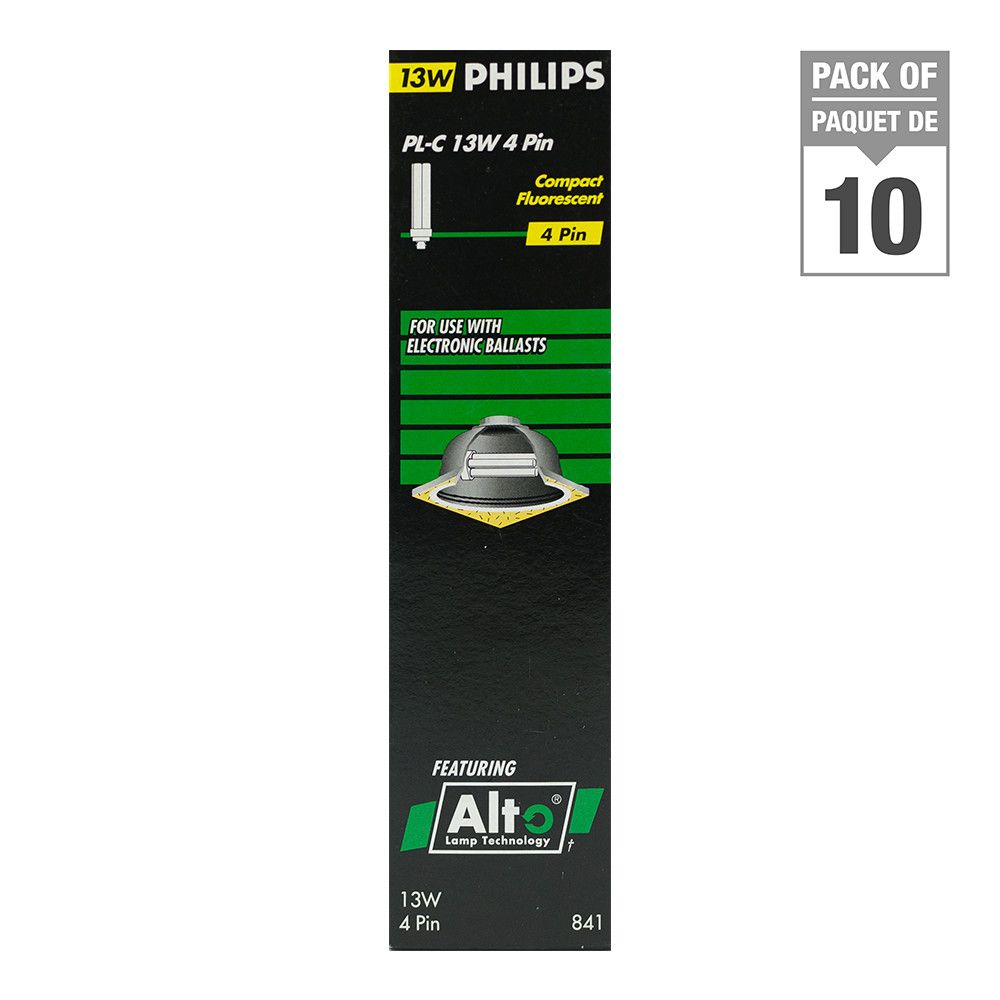 13W PHILIPS
PL-C 13W 4 Pin
Compact
Fluorescent
4 Pin
FOR USE WITH
ELECTRONIC BALLASTS
FEATURING
Alto®
Lamp Technology †
13W
4 Pin 841
PACK OF
PAQUET DE
10